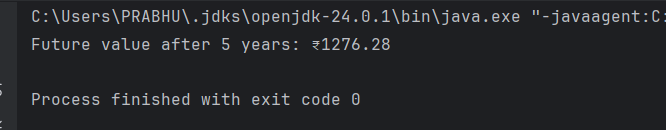 C:\Users\PRABHU\.jdks\openjdk-24.0.1\bin\java.exe "-javaagent:C:
Future value after 5 years: ₹1276.28
Process finished with exit code 0